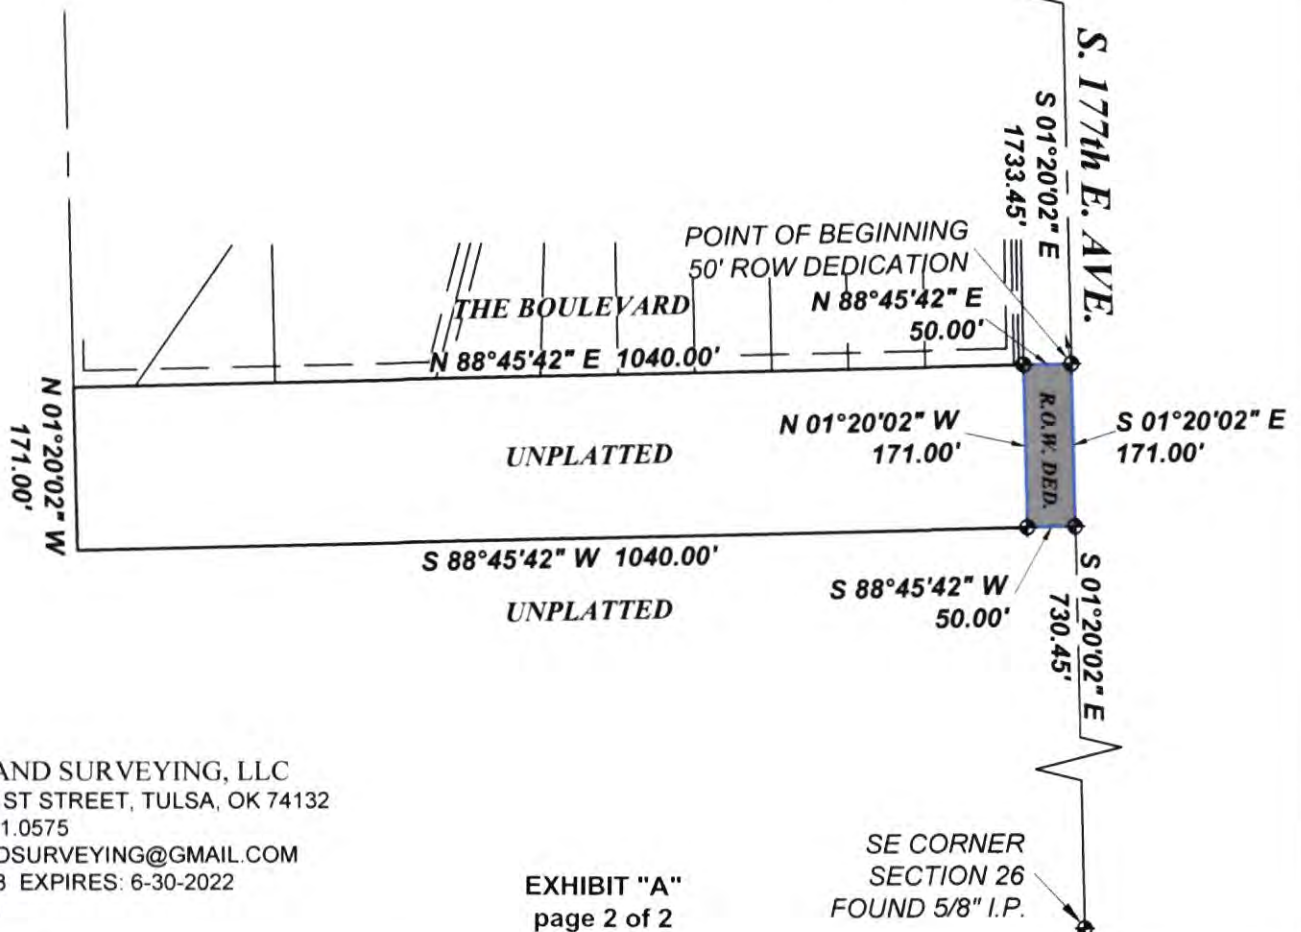 S. 177th E. AVE.
S 01°20'02" E
1733.45'
POINT OF BEGINNING
50' ROW DEDICATION
N 88°45'42" E
50.00'
THE BOULEVARD
N 88°45'42" E 1040.00'
N 01°20'02" W
171.00'
UNPLATTED
N 01°20'02" W
171.00'
R.O.W. DED.
S 01°20'02" E
171.00'
S 88°45'42" W 1040.00'
UNPLATTED
S 88°45'42" W
50.00'
S 01°20'02" E
730.45'
AND SURVEYING, LLC
ST STREET, TULSA, OK 74132
1.0575
DSURVEYING@GMAIL.COM
EXPIRES: 6-30-2022
EXHIBIT "A"
page 2 of 2
SE CORNER
SECTION 26
FOUND 5/8" I.P.